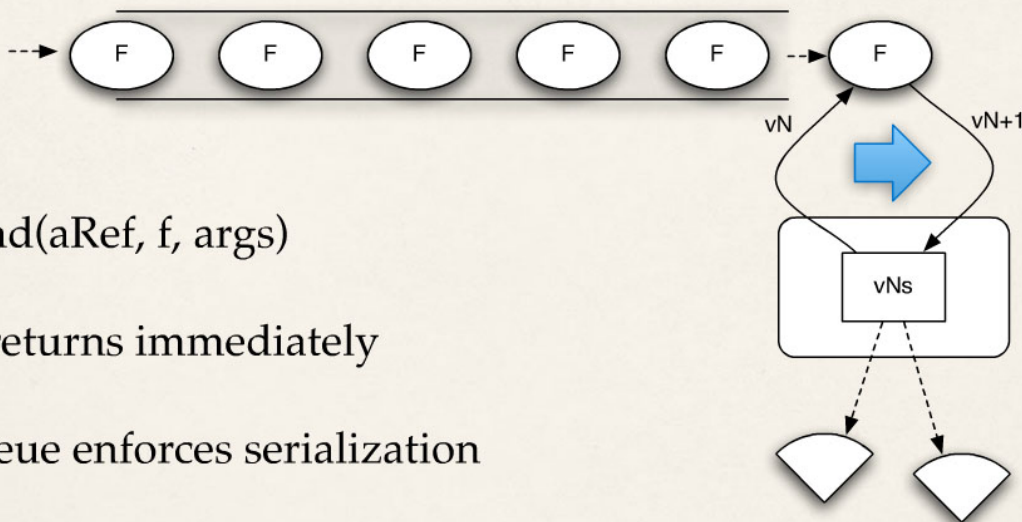 F F F F F F
vN vN+1
nd(aRef, f, args)
vNs
returns immediately
eue enforces serialization